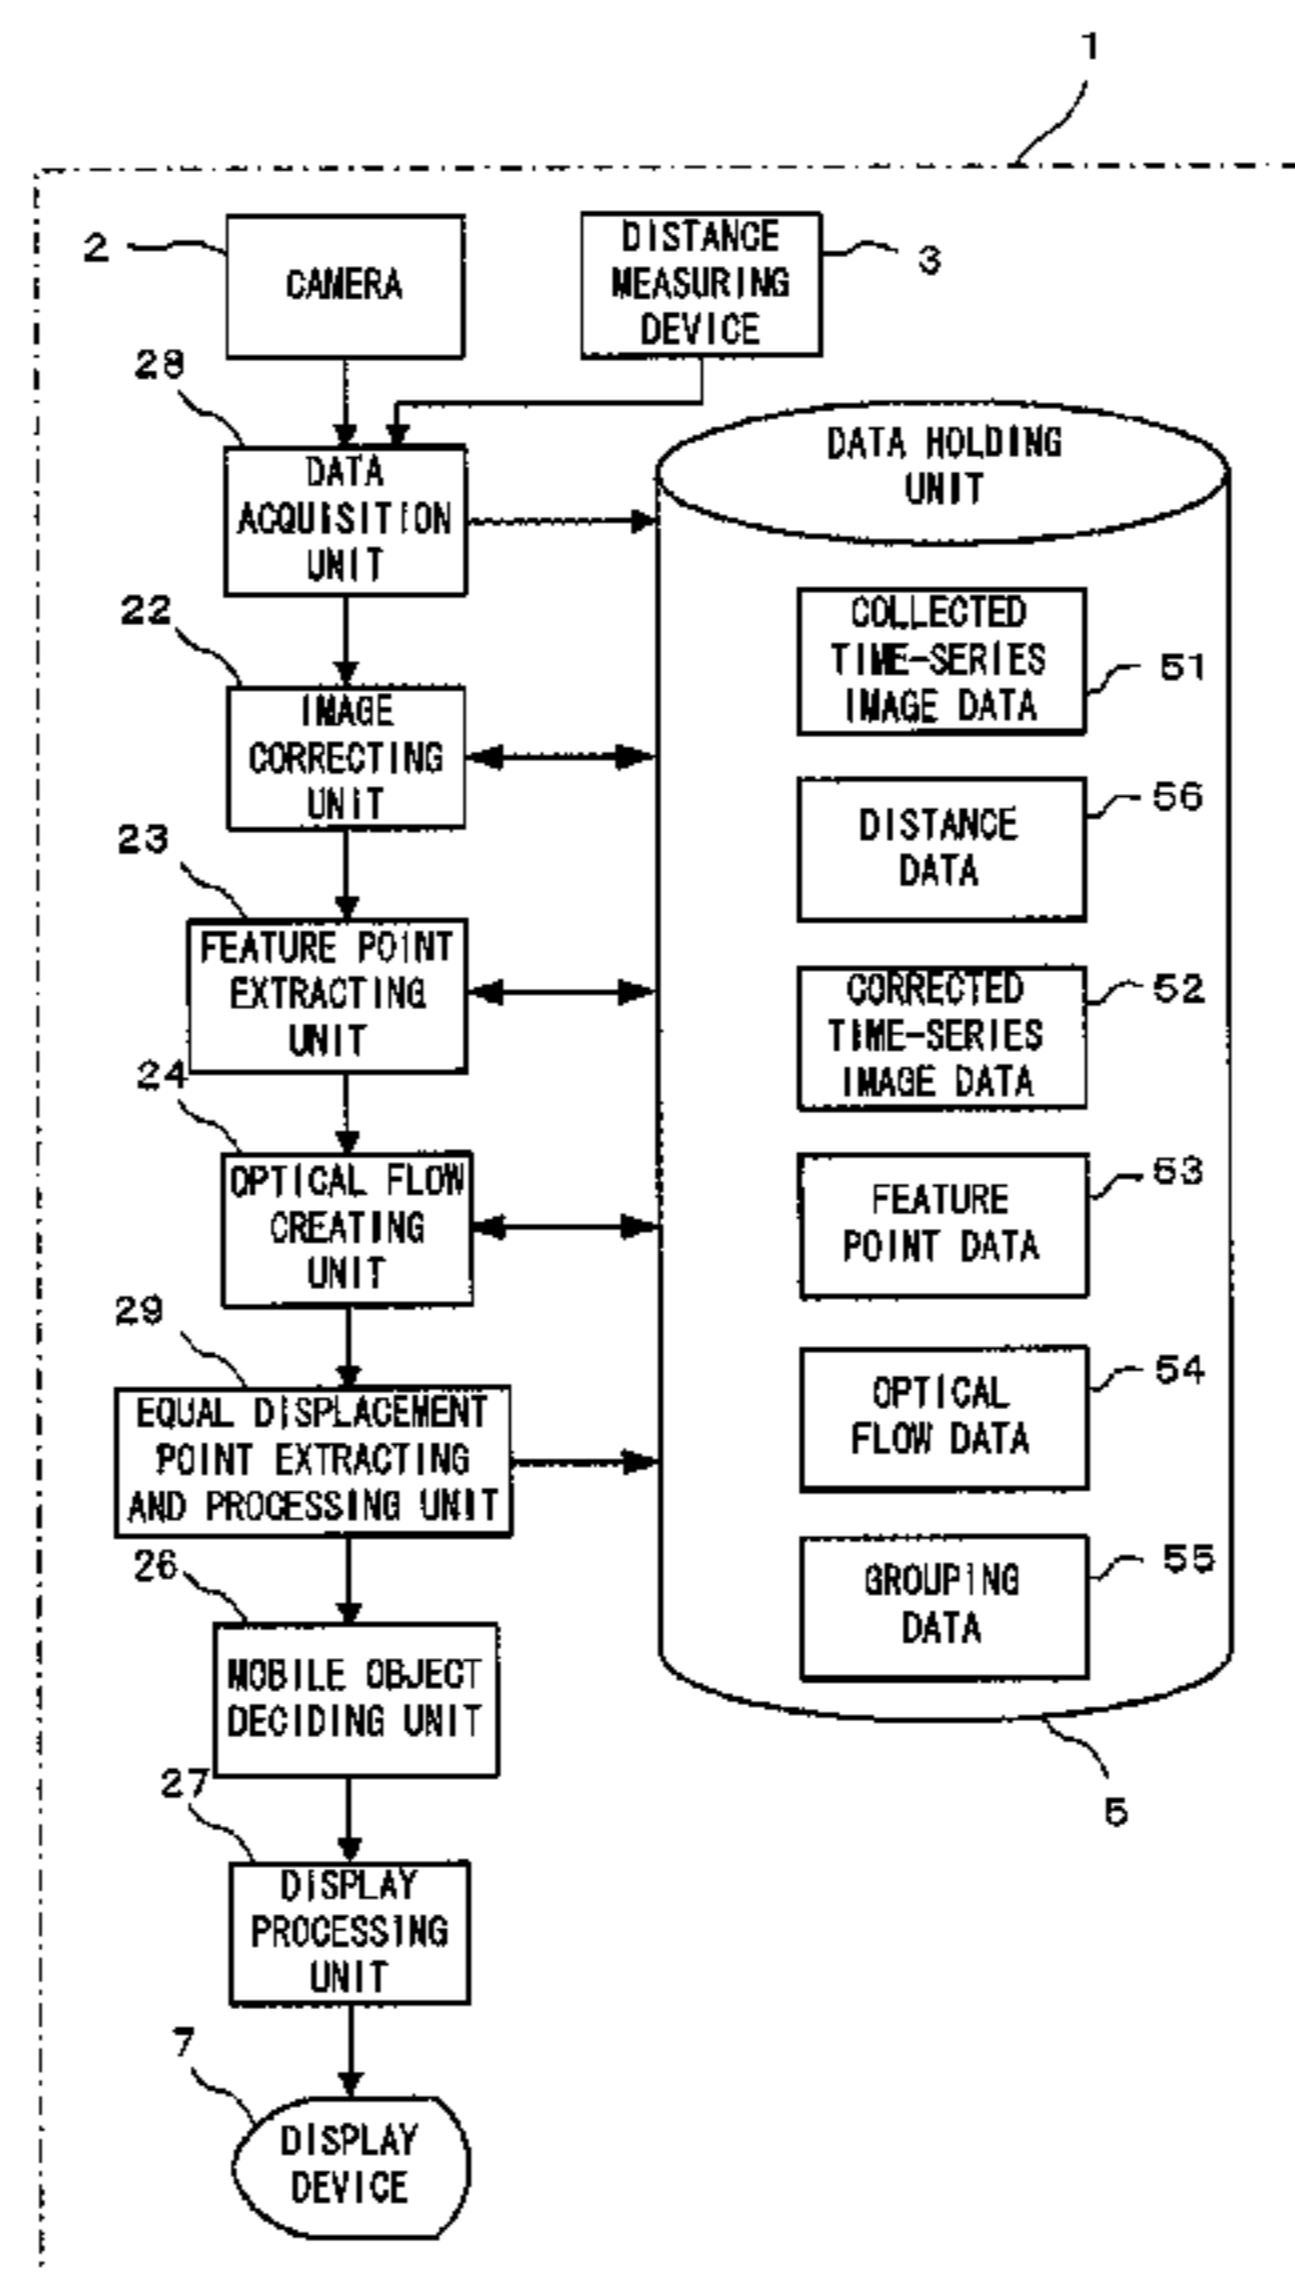 1
2
CAMERA
DISTANCE
MEASURING
DEVICE
3
28
DATA
ACQUISITION
UNIT
DATA HOLDING
UNIT
22
IMAGE
CORRECTING
UNIT
COLLECTED
TIME-SERIES
IMAGE DATA
51
23
FEATURE POINT
EXTRACTING
UNIT
DISTANCE
DATA
56
24
OPTICAL FLOW
CREATING
UNIT
CORRECTED
TIME-SERIES
IMAGE DATA
52
29
EQUAL DISPLACEMENT
POINT EXTRACTING
AND PROCESSING UNIT
FEATURE
POINT DATA
53
26
MOBILE OBJECT
DECIDING UNIT
OPTICAL
FLOW DATA
54
27
DISPLAY
PROCESSING
UNIT
GROUPING
DATA
55
5
7
DISPLAY
DEVICE